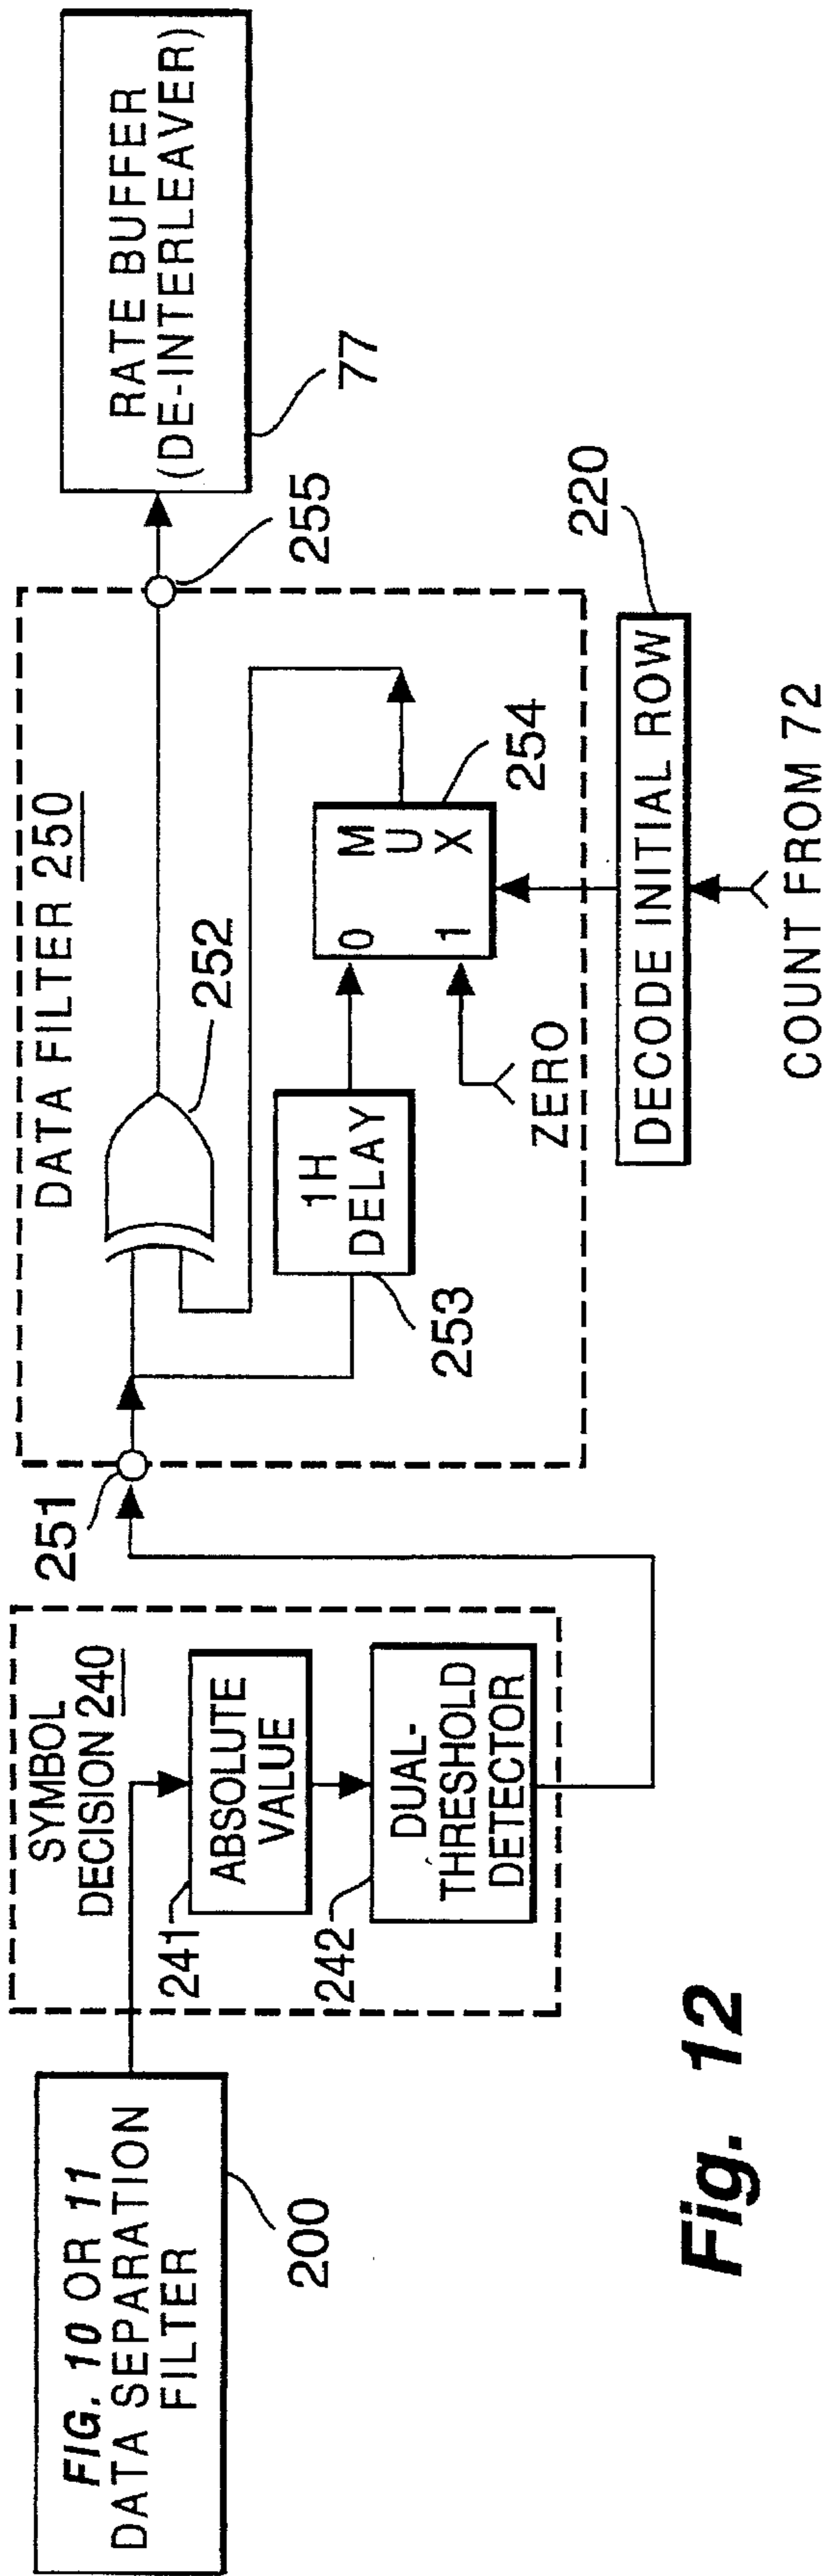 FIG. 10 OR 11
DATA SEPARATION
FILTER
200
SYMBOL
DECISION 240
241
ABSOLUTE
VALUE
242
DUAL-
THRESHOLD
DETECTOR
251
DATA FILTER 250
252
253
1H
DELAY
ZERO
0
1
MUX
254
255
DECODE INITIAL ROW
220
COUNT FROM 72
RATE BUFFER
(DE-INTERLEAVER)
77
Fig. 12